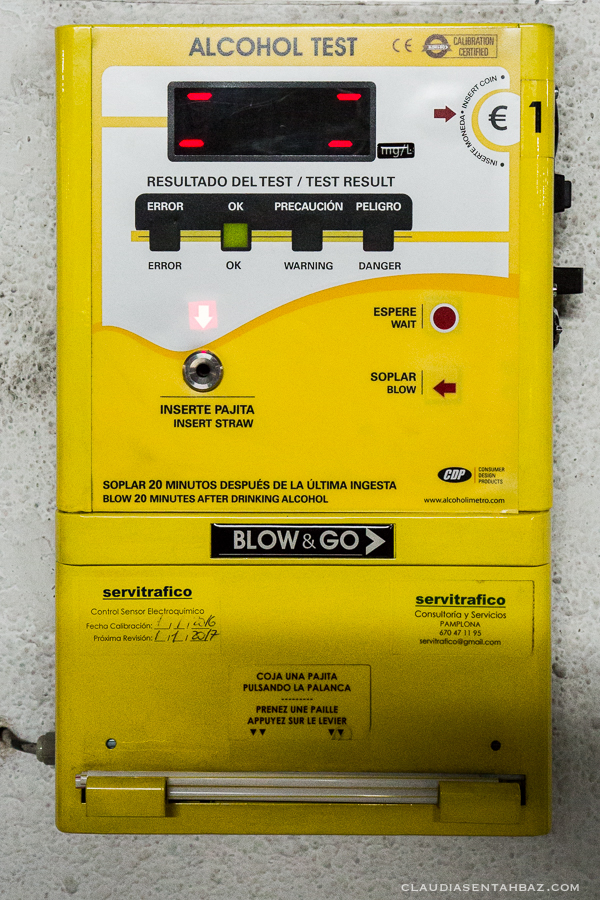 ALCOHOL TEST
CE
CALIBRATION
CERTIFIED
INSERTE MONEDA • INSERT COIN •
€ 1
mg/L
RESULTADO DEL TEST / TEST RESULT
ERROR OK PRECAUCIÓN PELIGRO
ERROR OK WARNING DANGER
ESPERE
WAIT
SOPLAR
BLOW
INSERTE PAJITA
INSERT STRAW
CDP CONSUMER
DESIGN
PRODUCTS
SOPLAR 20 MINUTOS DESPUÉS DE LA ÚLTIMA INGESTA
BLOW 20 MINUTES AFTER DRINKING ALCOHOL
www.alcoholimetro.com
BLOW & GO
servitrafico
Control Sensor Electroquímico
Fecha Calibración: 2016
Próxima Revisión: 2017
servitrafico
Consultoria y Servicios
PAMPLONA
670 47 11 95
servitrafico@gmail.com
COJA UNA PAJITA
PULSANDO LA PALANCA
---------
PRENEZ UNE PAILLE
APPUYEZ SUR LE LEVIER
CLAUDIASENTAHBAZ.COM